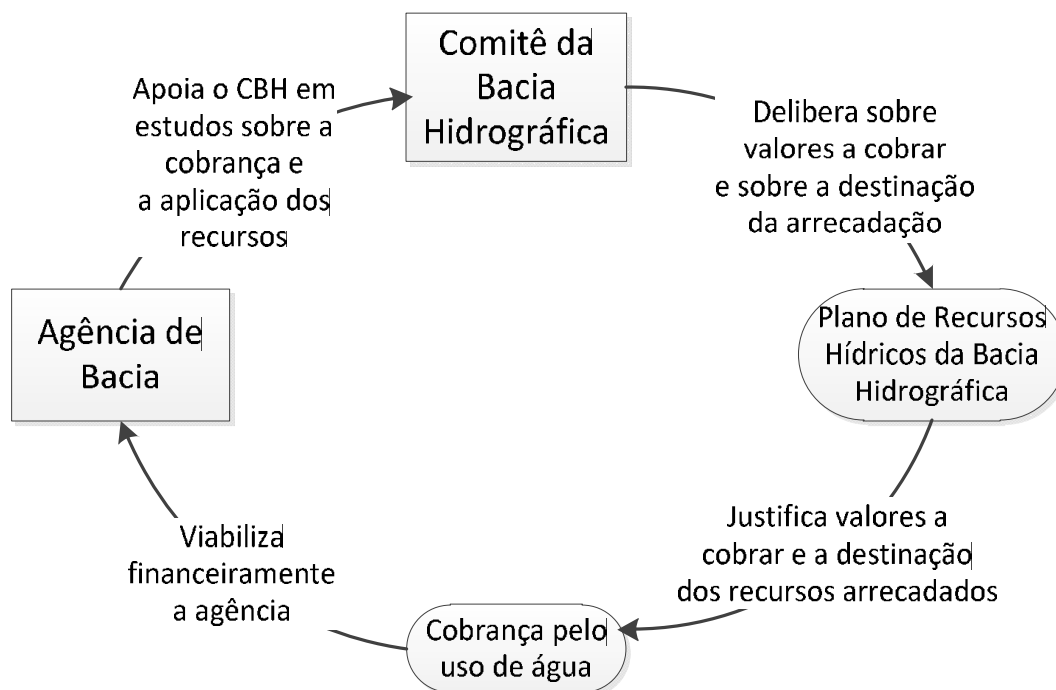 Comitê da
Bacia
Hidrográfica
Delibera sobre
valores a cobrar
e sobre a destinação
da arrecadação
Plano de Recursos
Hídricos da Bacia
Hidrográfica
Justifica valores a
cobrar e a destinação
dos recursos arrecadados
Cobrança pelo
uso de água
Viabiliza
financeiramente
a agência
Agência de
Bacia
Apoia o CBH em
estudos sobre a
cobrança e
a aplicação dos
recursos